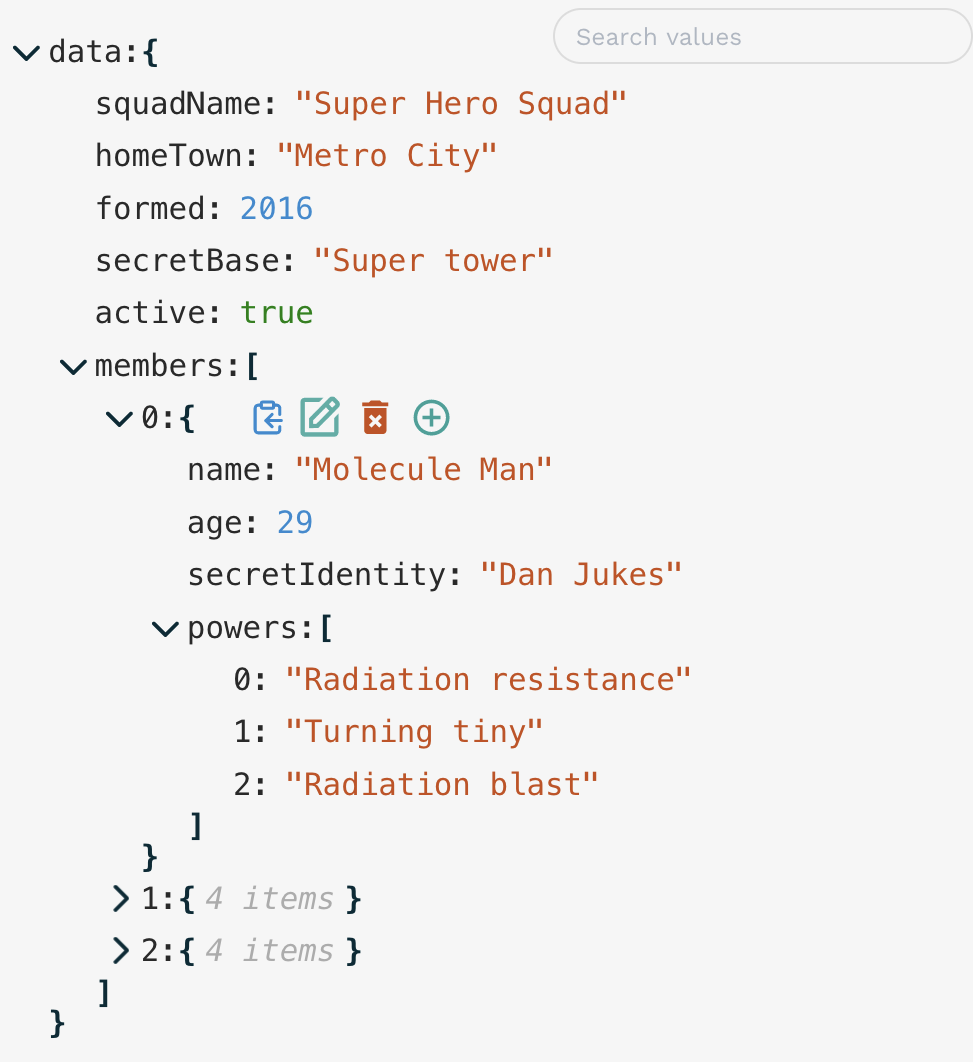 Search values
data:{
squadName: "Super Hero Squad"
homeTown: "Metro City"
formed: 2016
secretBase: "Super tower"
active: true
members:[
0:{
name: "Molecule Man"
age: 29
secretIdentity: "Dan Jukes"
powers:[
0: "Radiation resistance"
1: "Turning tiny"
2: "Radiation blast"
]
}
1:{ 4 items }
2:{ 4 items }
]
}